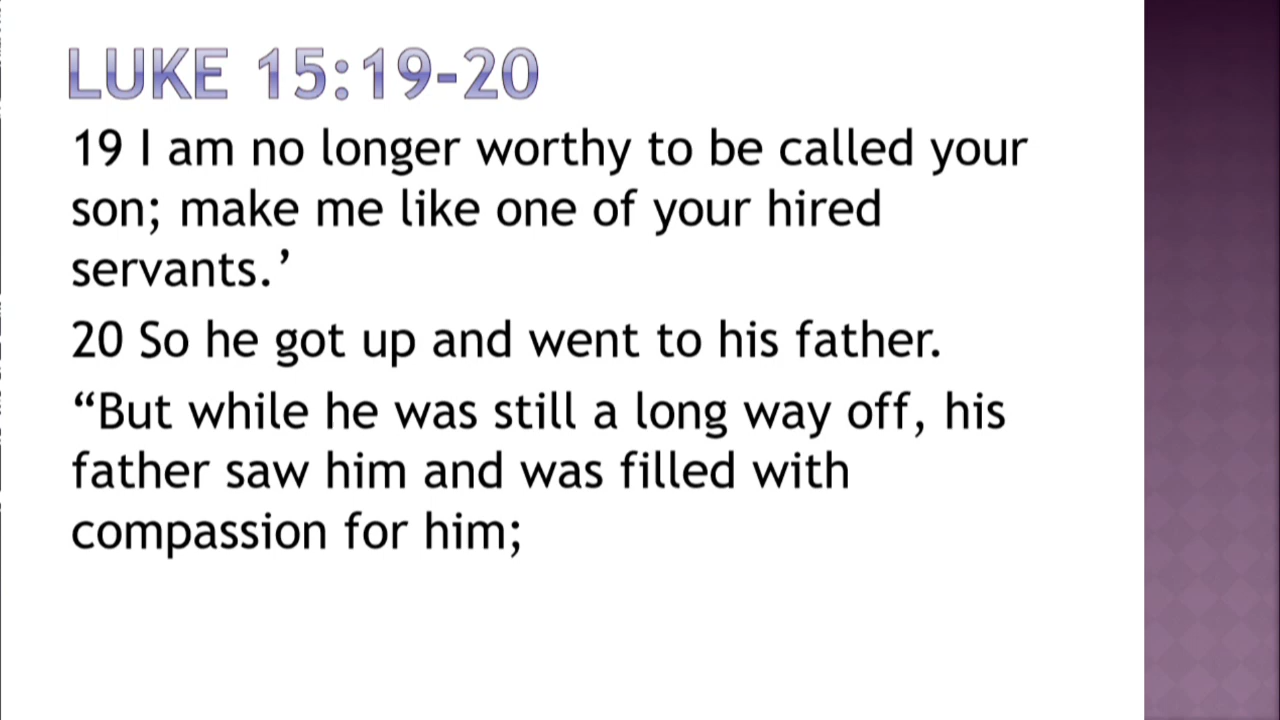 LUKE 15:19-20
19 I am no longer worthy to be called your
son; make me like one of your hired
servants.’
20 So he got up and went to his father.
“But while he was still a long way off, his
father saw him and was filled with
compassion for him;